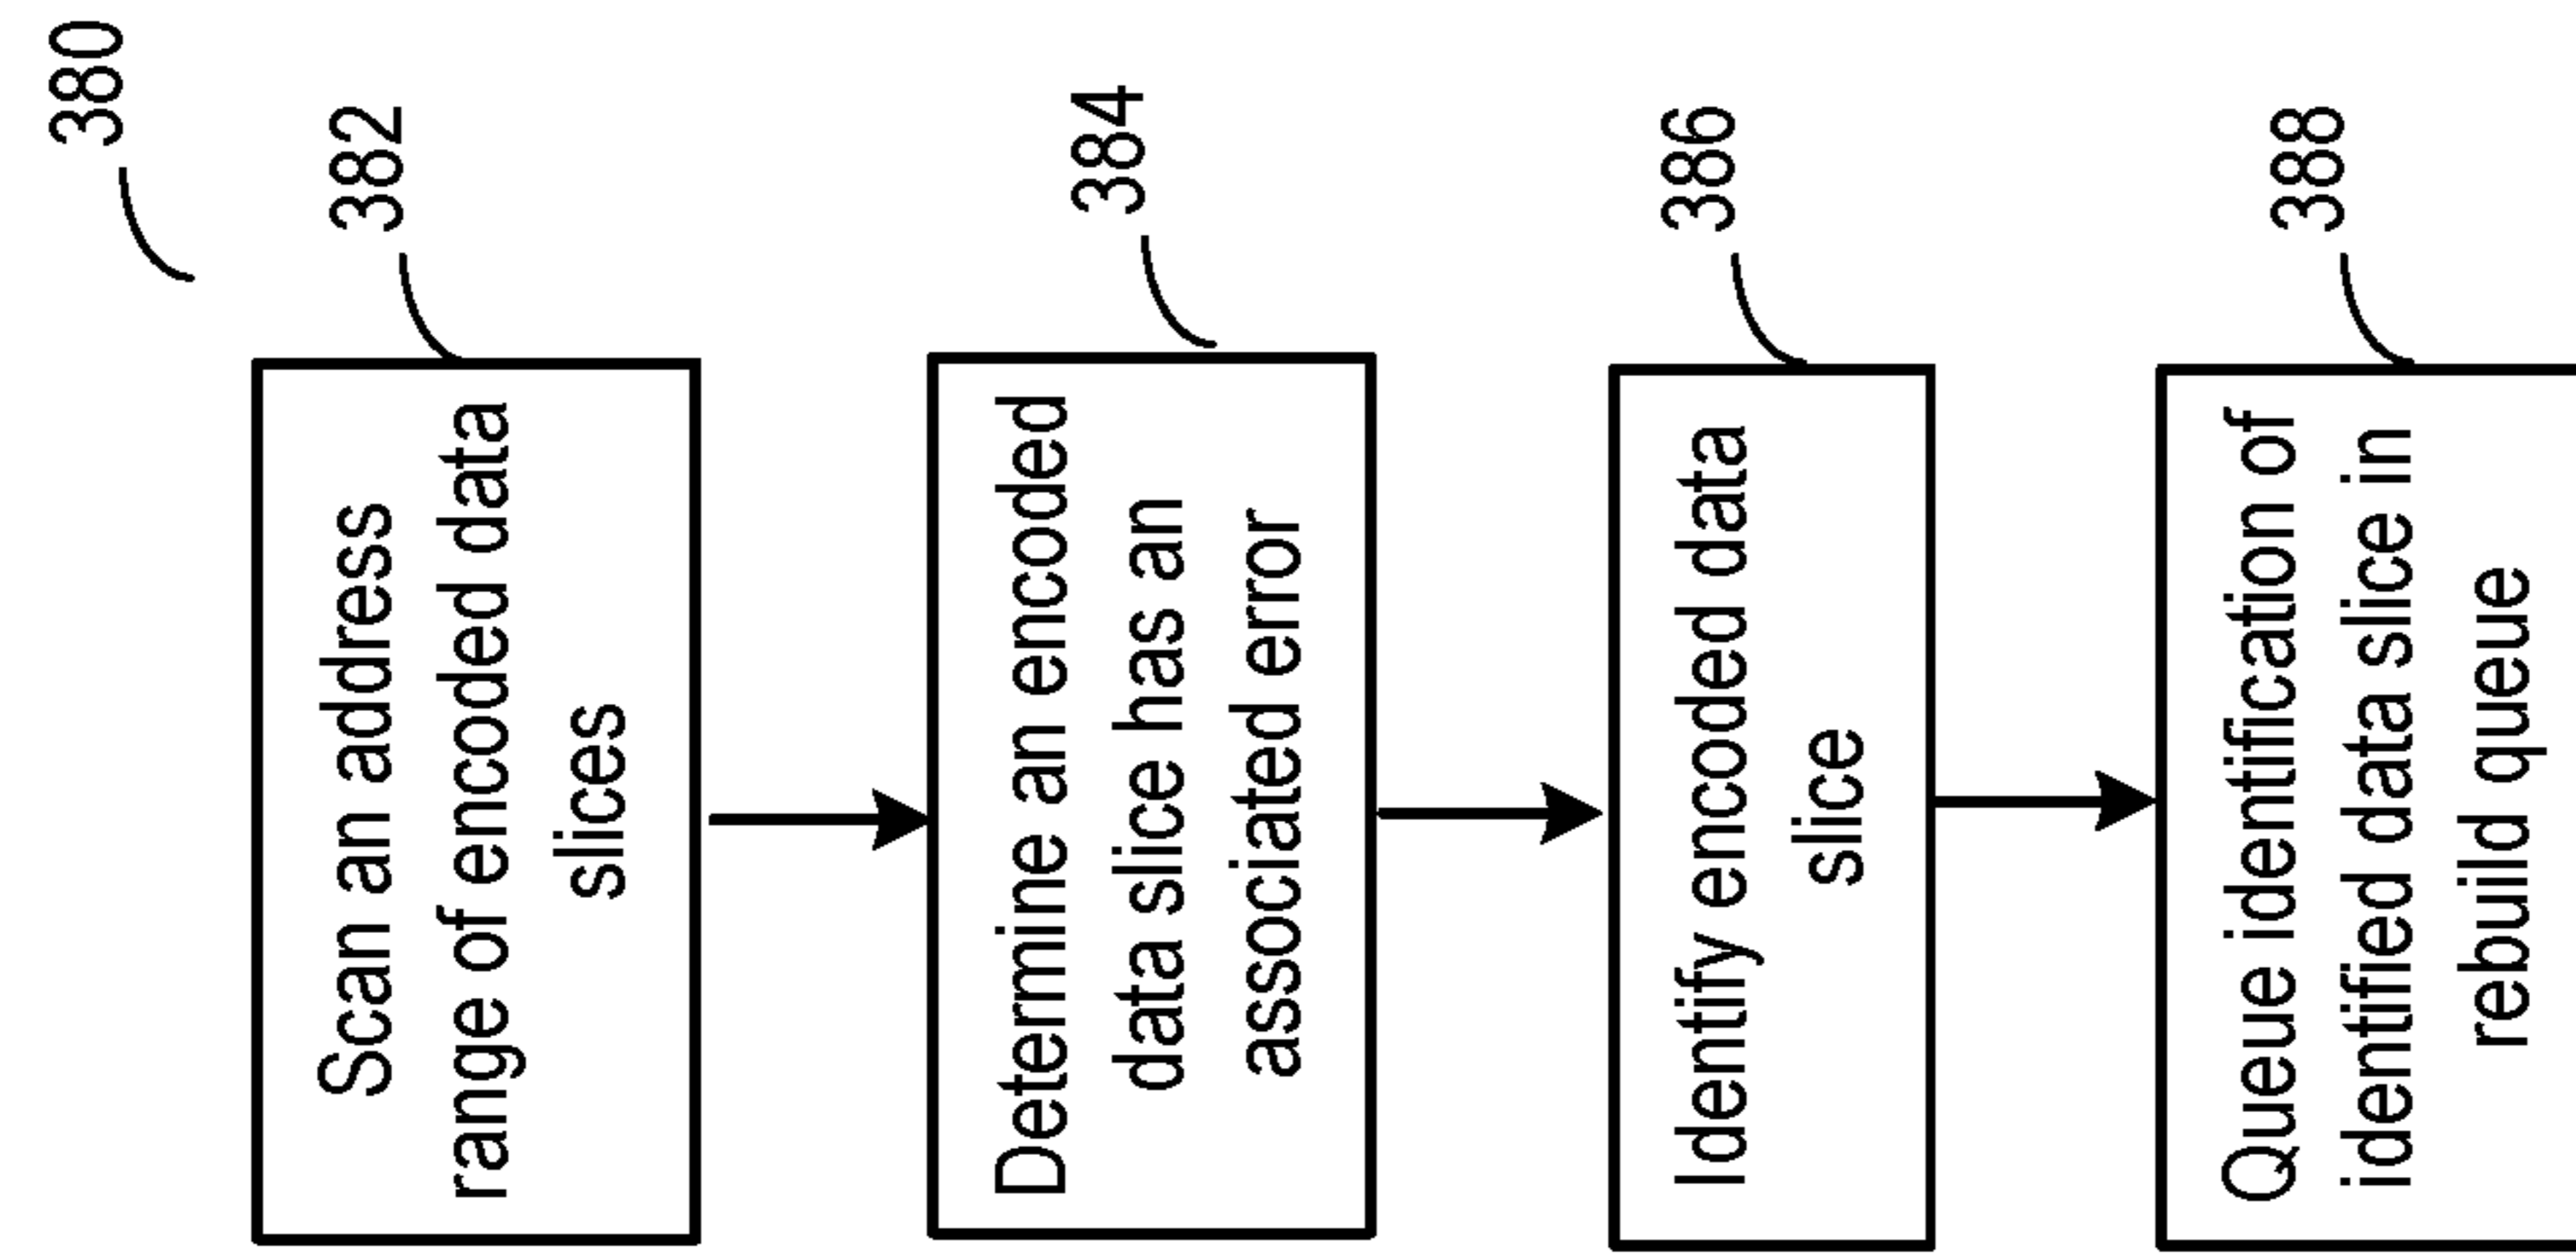 380
382
Scan an address
range of encoded data
slices
384
Determine an encoded
data slice has an
associated error
386
Identify encoded data
slice
388
Queue identification of
identified data slice in
rebuild queue